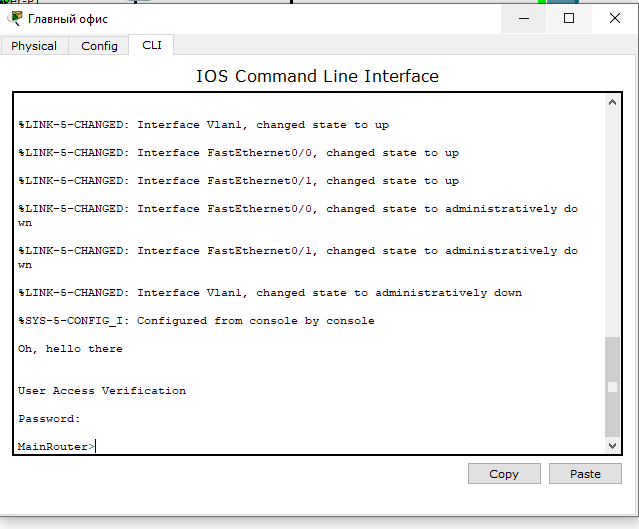 Главный офис
Physical Config CLI
IOS Command Line Interface
%LINK-5-CHANGED: Interface Vlan1, changed state to up
%LINK-5-CHANGED: Interface FastEthernet0/0, changed state to up
%LINK-5-CHANGED: Interface FastEthernet0/1, changed state to up
%LINK-5-CHANGED: Interface FastEthernet0/0, changed state to administratively do
wn
%LINK-5-CHANGED: Interface FastEthernet0/1, changed state to administratively do
wn
%LINK-5-CHANGED: Interface Vlan1, changed state to administratively down
%SYS-5-CONFIG_I: Configured from console by console
Oh, hello there
User Access Verification
Password:
MainRouter>
Copy Paste